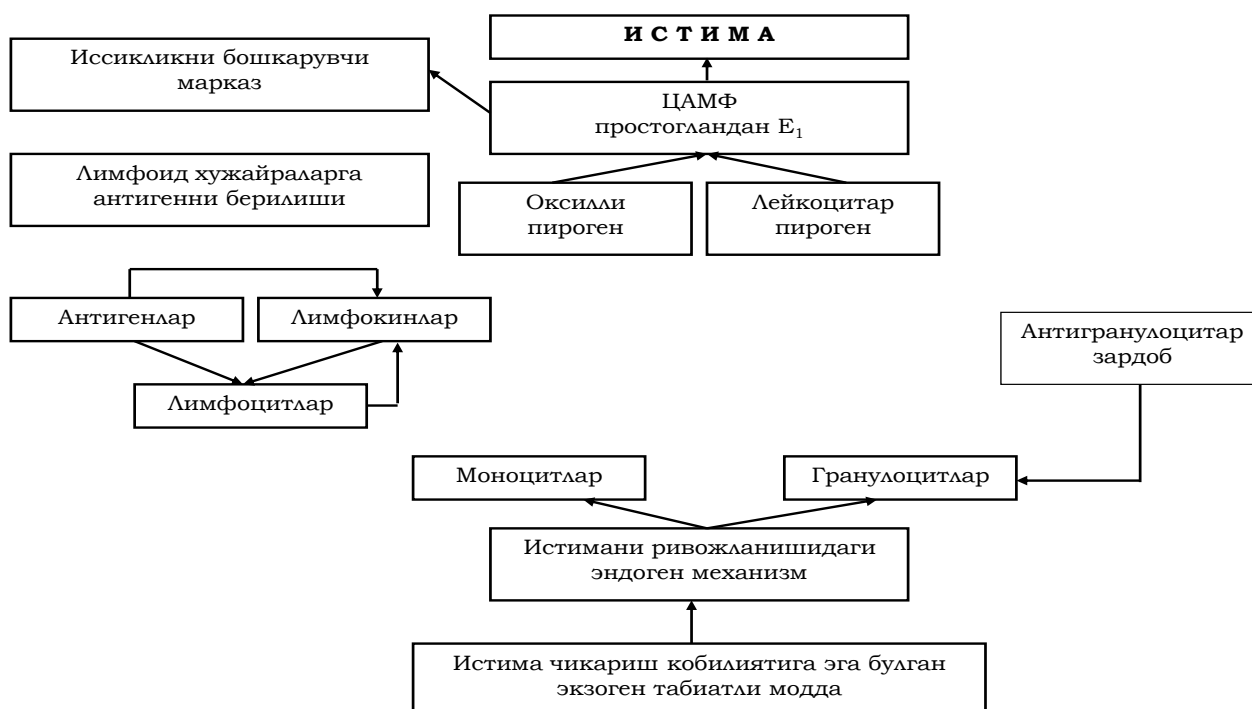 И С Т И М А
Иссикликни бошкарувчи
марказ
ЦАМФ
простогландан Е₁
Лимфоид хужайраларга
антигенни берилиши
Оксилли
пироген
Лейкоцитар
пироген
Антигенлар
Лимфокинлар
Антигранулоцитар
зардоб
Лимфоцитлар
Моноцитлар
Гранулоцитлар
Истимани ривожланишидаги
эндоген механизм
Истима чикариш кобилиятига эга булган
экзоген табиатли модда